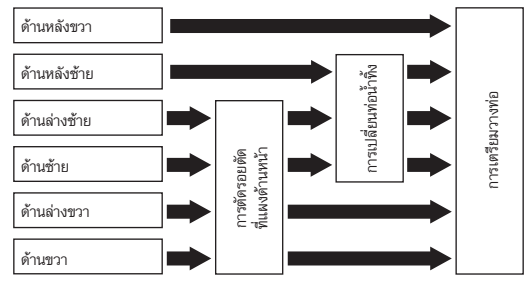 ด้านหลังขวา
ด้านหลังซ้าย
ด้านล่างซ้าย
ด้านซ้าย
ด้านล่างขวา
ด้านขวา
การตัดรอยตัด
ที่แผงด้านหน้า
การเปลี่ยนท่อน้ำทิ้ง
การเตรียมวางท่อ